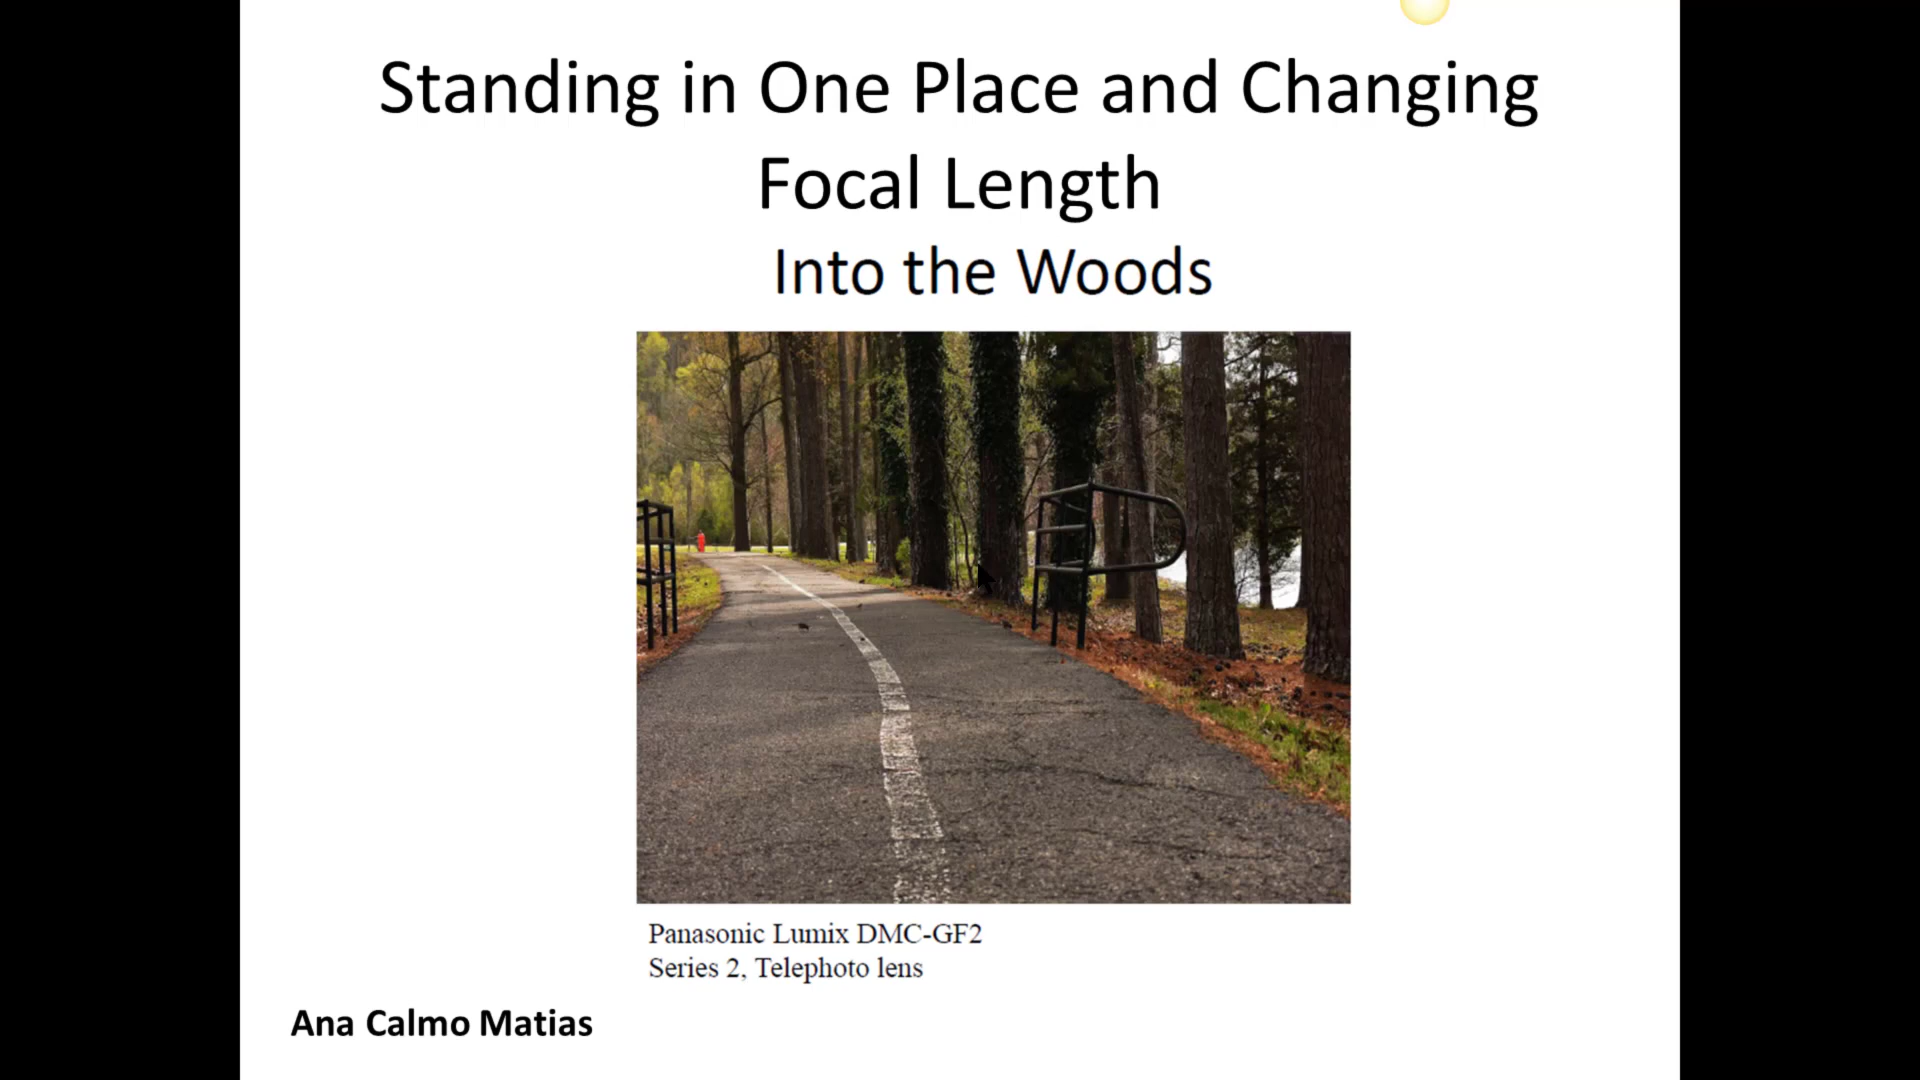 Standing in One Place and Changing
Focal Length
Into the Woods
Panasonic Lumix DMC-GF2
Series 2, Telephoto lens
Ana Calmo Matias